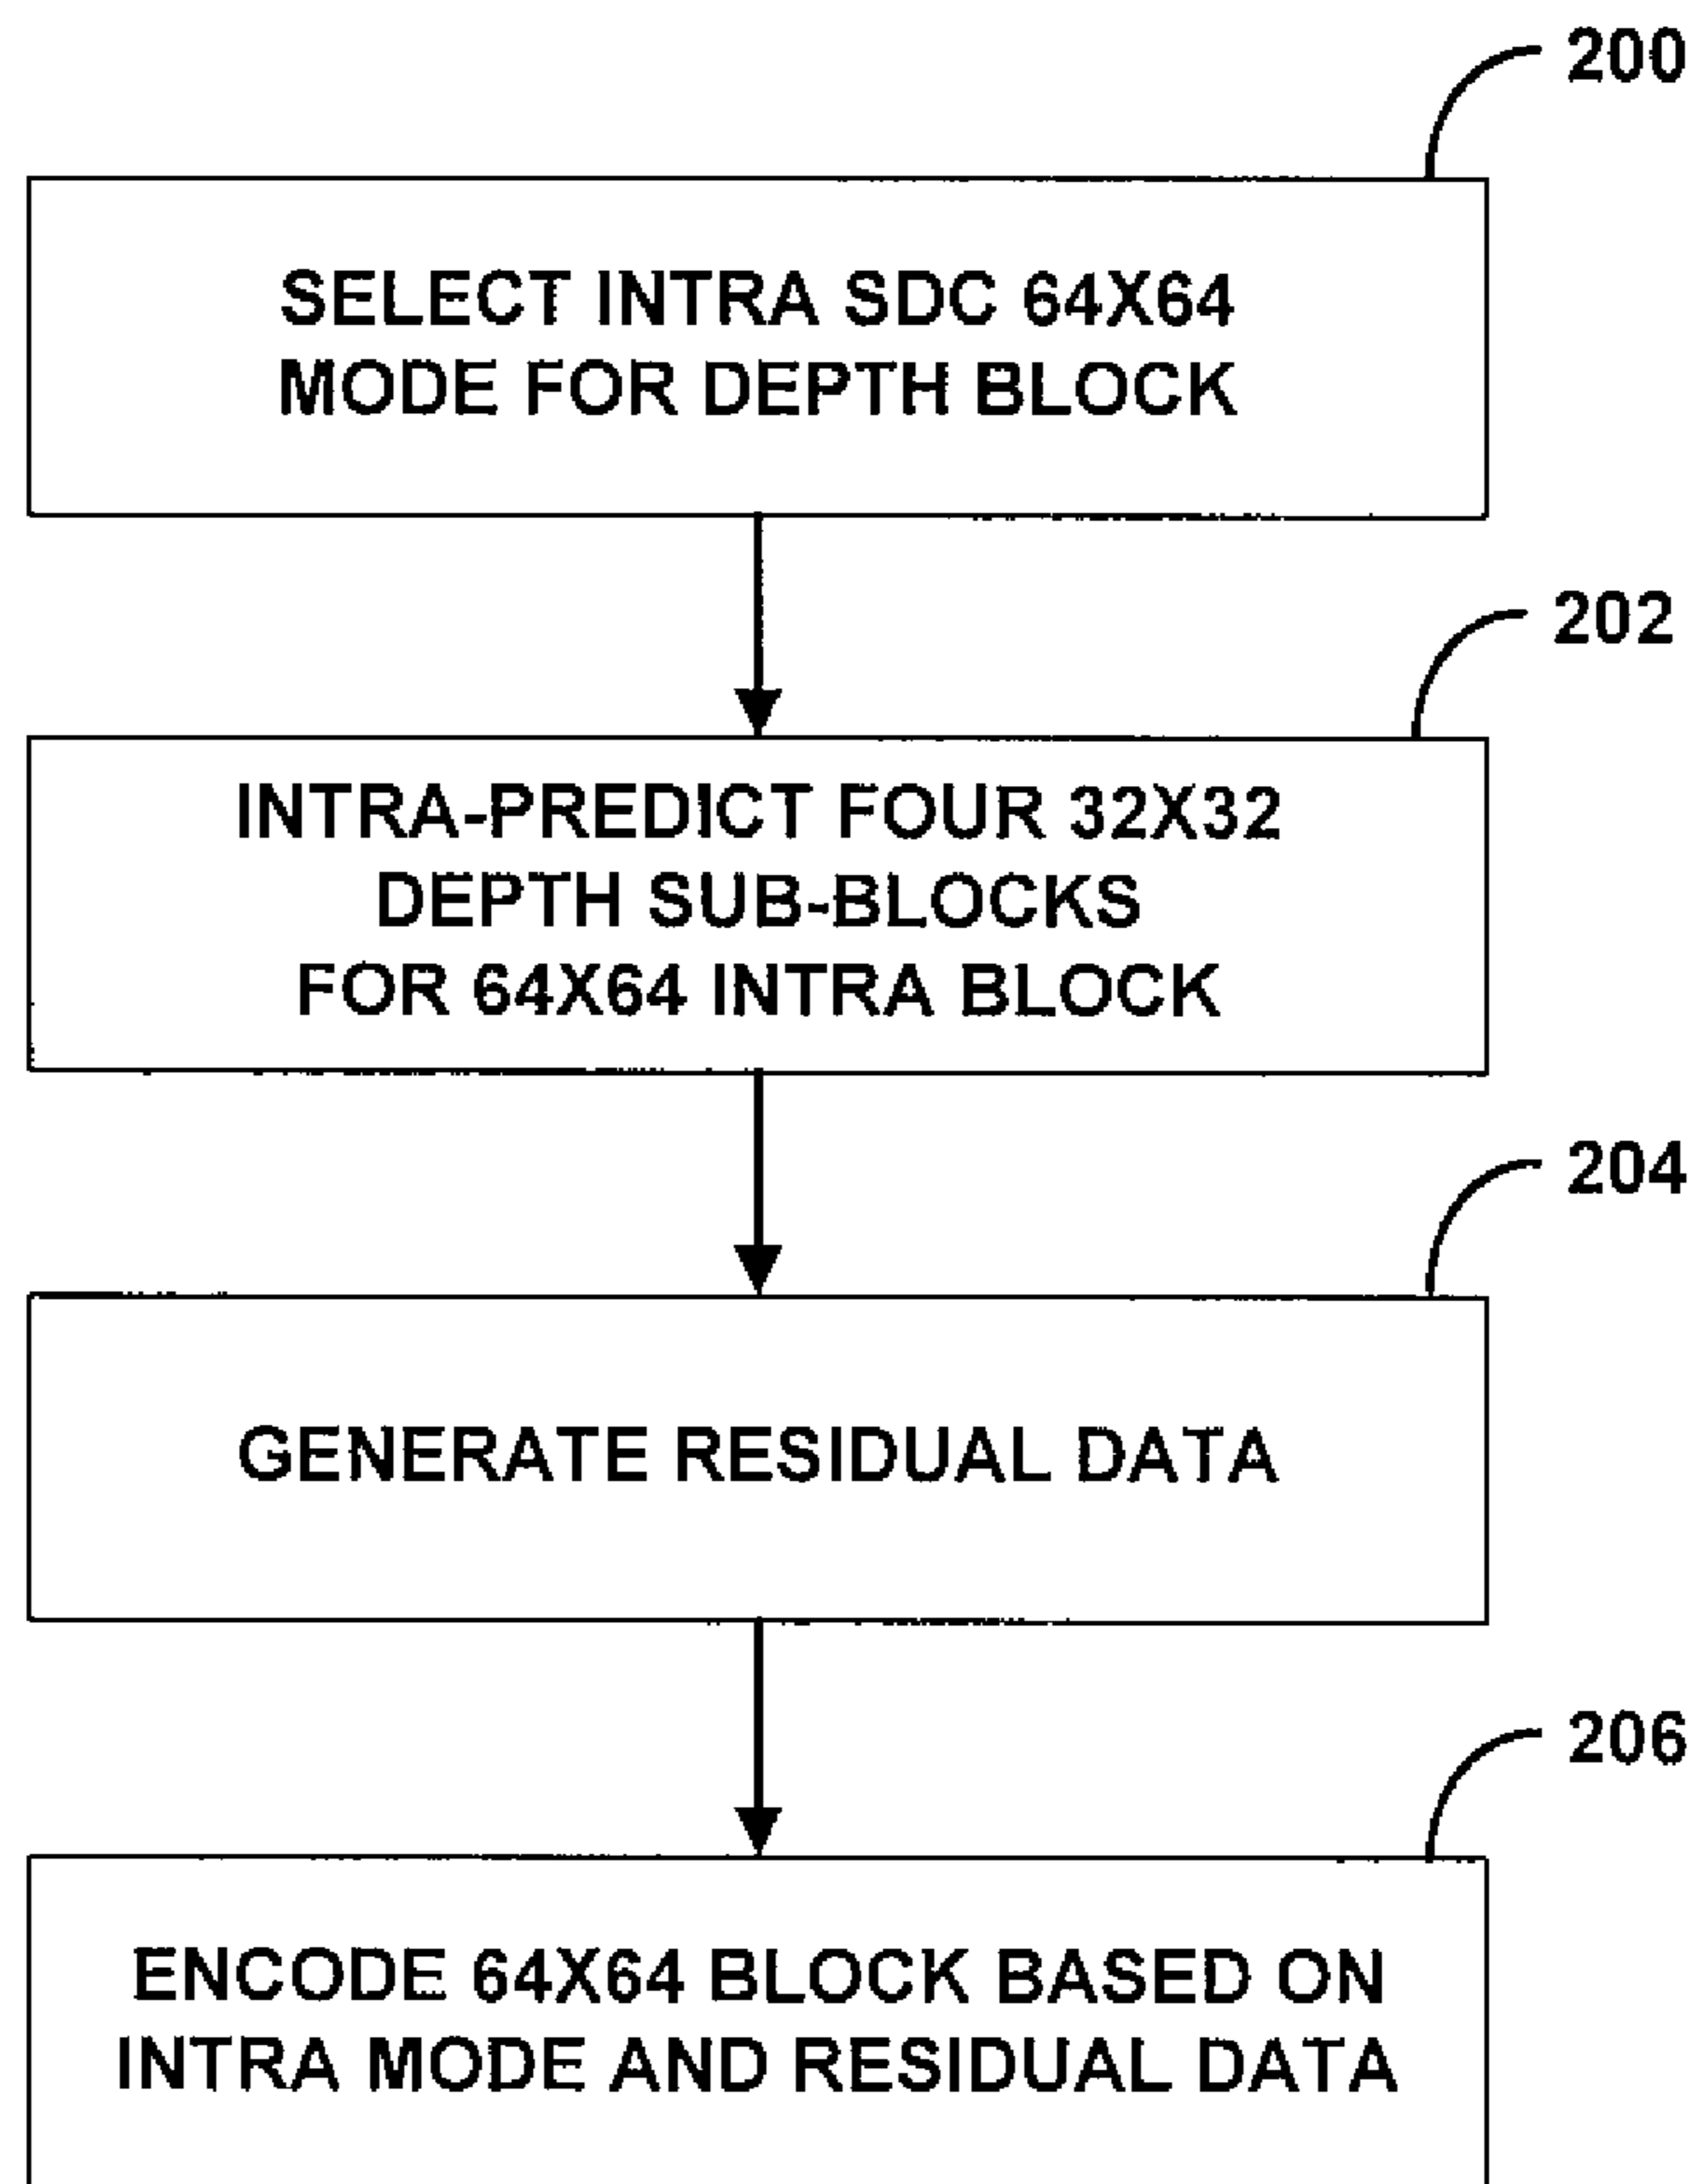 200
SELECT INTRA SDC 64X64
MODE FOR DEPTH BLOCK
202
INTRA-PREDICT FOUR 32X32
DEPTH SUB-BLOCKS
FOR 64X64 INTRA BLOCK
204
GENERATE RESIDUAL DATA
206
ENCODE 64X64 BLOCK BASED ON
INTRA MODE AND RESIDUAL DATA